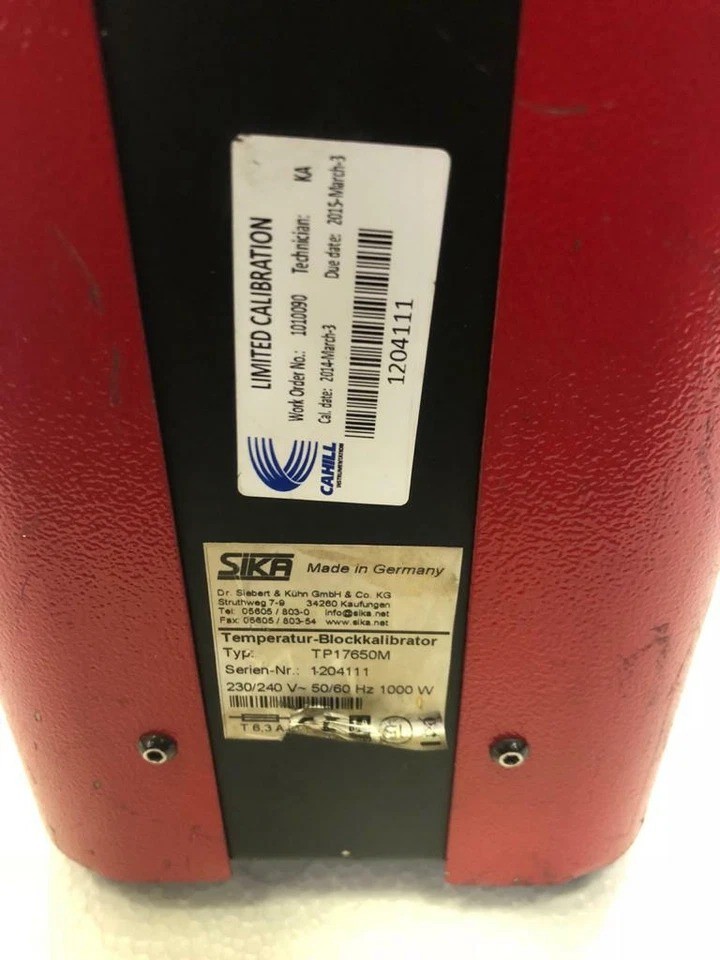 LIMITED CALIBRATION
Work Order No.: 1010090 Technician: KA
Cal. date: 2014-March-3 Due date: 2015-March-3
1204111
CAHILL
INSTRUMENTATION
SIKA Made in Germany
Dr. Siebert & Kühn GmbH & Co. KG
Struthweg 7-9 34260 Kaufungen
Tel: 05605 / 803-0 info@sika.net
Fax: 05605 / 803-54 www.sika.net
Temperatur-Blockkalibrator
Typ: TP17650M
Serien-Nr.: 1204111
230/240 V~ 50/60 Hz 1000 W
T 6,3 A